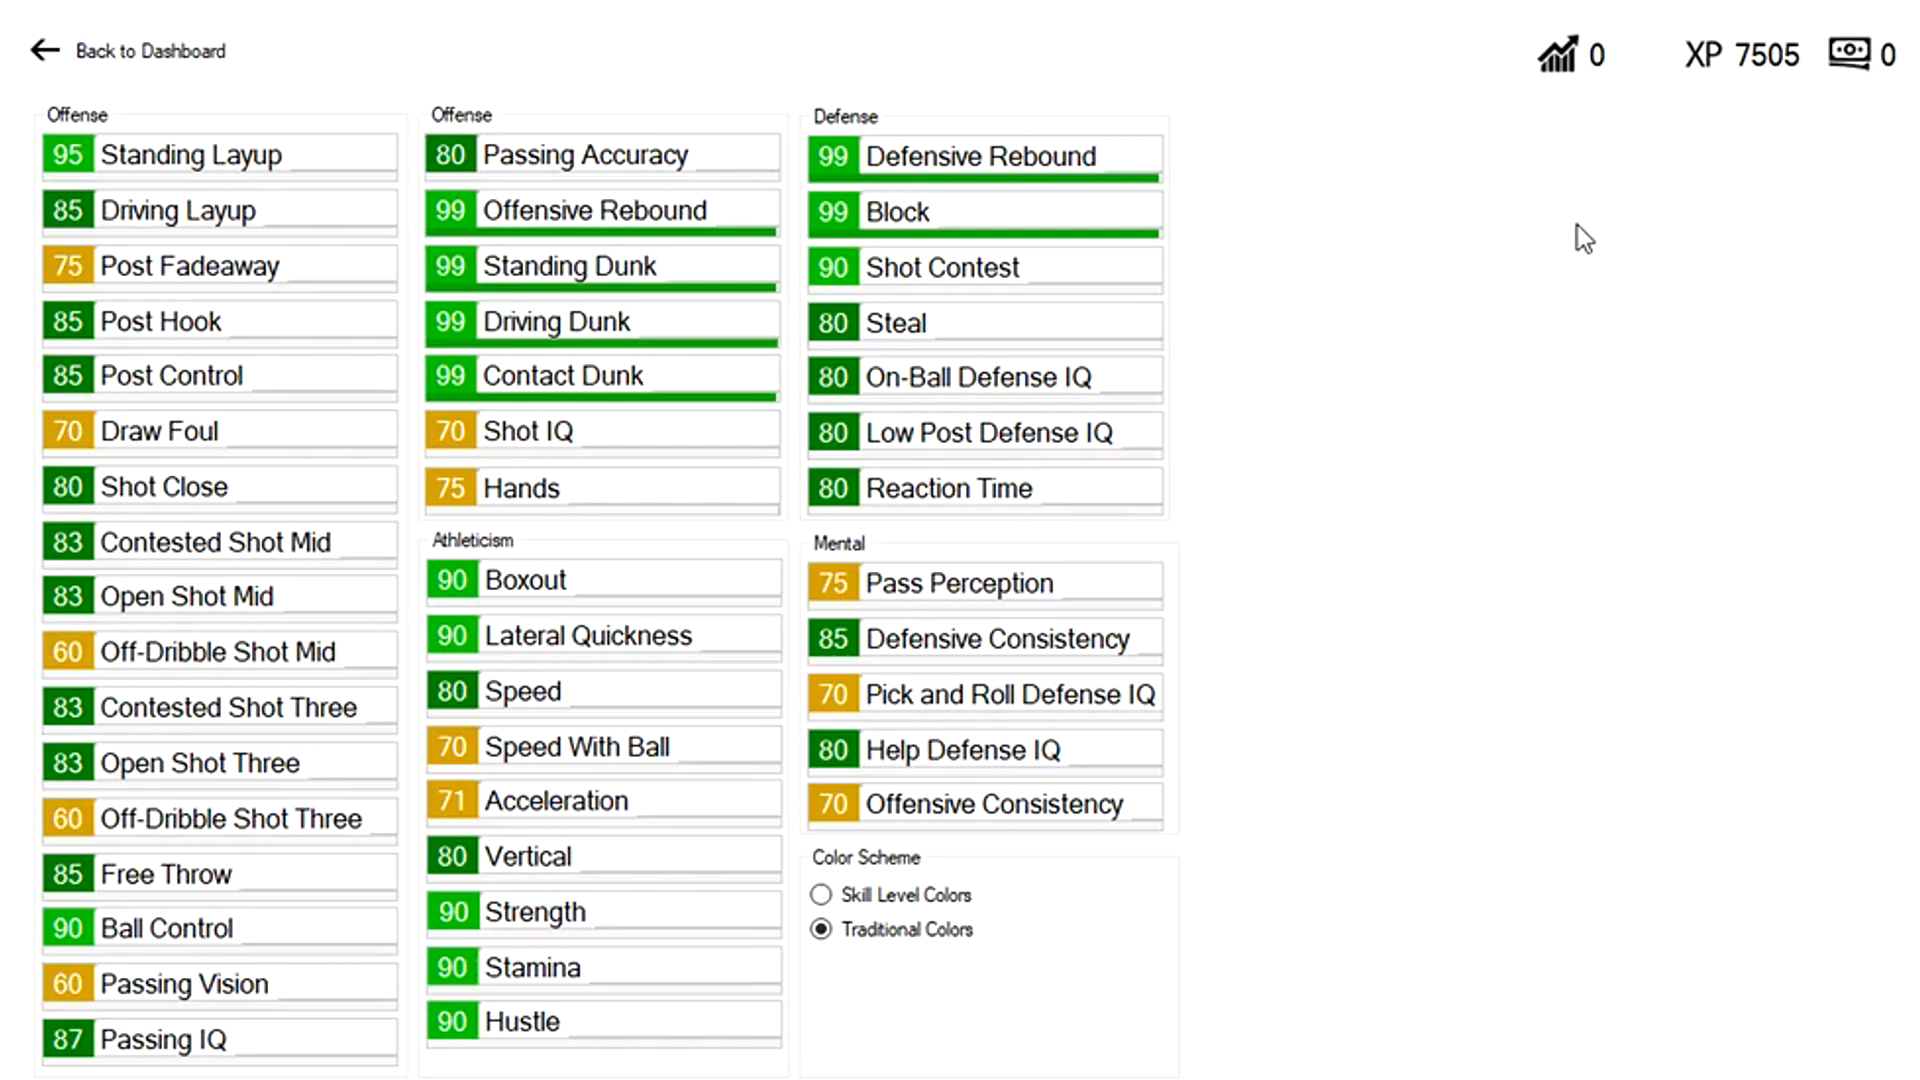 Back to Dashboard
0
XP 7505
0
Offense
95 Standing Layup
85 Driving Layup
75 Post Fadeaway
85 Post Hook
85 Post Control
70 Draw Foul
80 Shot Close
83 Contested Shot Mid
83 Open Shot Mid
60 Off-Dribble Shot Mid
83 Contested Shot Three
83 Open Shot Three
60 Off-Dribble Shot Three
85 Free Throw
90 Ball Control
60 Passing Vision
87 Passing IQ
Offense
80 Passing Accuracy
99 Offensive Rebound
99 Standing Dunk
99 Driving Dunk
99 Contact Dunk
70 Shot IQ
75 Hands
Athleticism
90 Boxout
90 Lateral Quickness
80 Speed
70 Speed With Ball
71 Acceleration
80 Vertical
90 Strength
90 Stamina
90 Hustle
Defense
99 Defensive Rebound
99 Block
90 Shot Contest
80 Steal
80 On-Ball Defense IQ
80 Low Post Defense IQ
80 Reaction Time
Mental
75 Pass Perception
85 Defensive Consistency
70 Pick and Roll Defense IQ
80 Help Defense IQ
70 Offensive Consistency
Color Scheme
Skill Level Colors
Traditional Colors